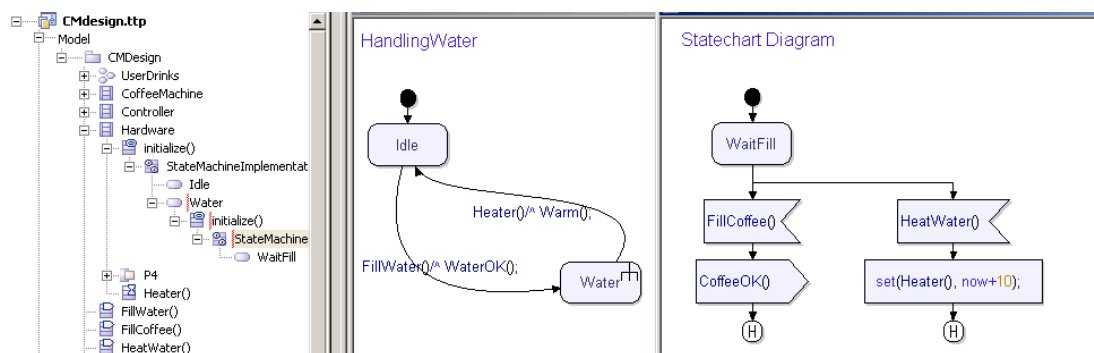 CMdesign.ttp
Model
CMDesign
UserDrinks
CoffeeMachine
Controller
Hardware
initialize()
StateMachineImplementat
Idle
Water
initialize()
StateMachine
WaitFill
P4
Heater()
FillWater()
FillCoffee()
HeatWater()
HandlingWater
Idle
Heater()/^ Warm();
FillWater()/^ WaterOK();
Water
Statechart Diagram
WaitFill
FillCoffee()
HeatWater()
CoffeeOK()
set(Heater(), now+10);
H
H